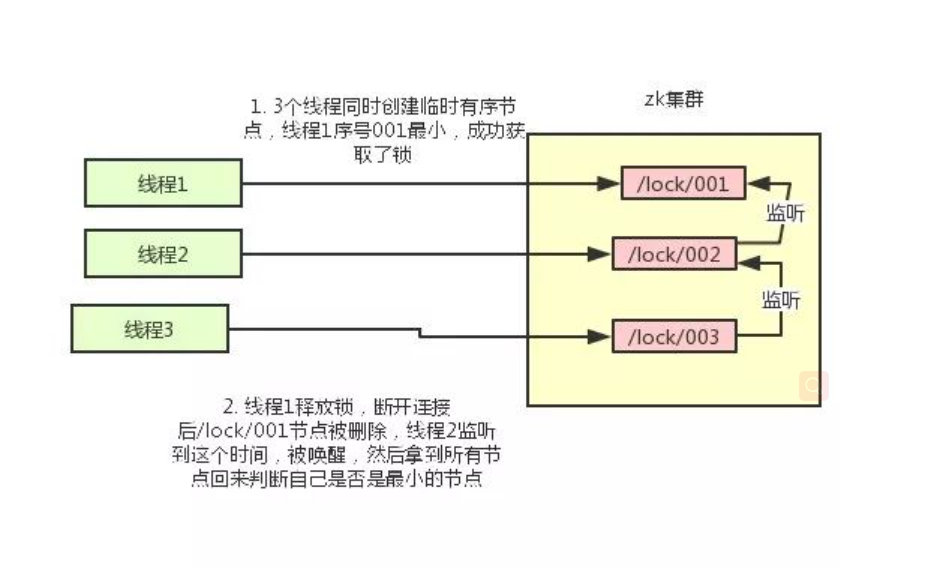 1. 3个线程同时创建临时有序节
点，线程1序号001最小，成功获
取了锁
zk集群
线程1
/lock/001
监听
线程2
/lock/002
监听
线程3
/lock/003
2. 线程1释放锁，断开连接
后/lock/001节点被删除，线程2监听
到这个时间，被唤醒，然后拿到所有节
点回来判断自己是否是最小的节点